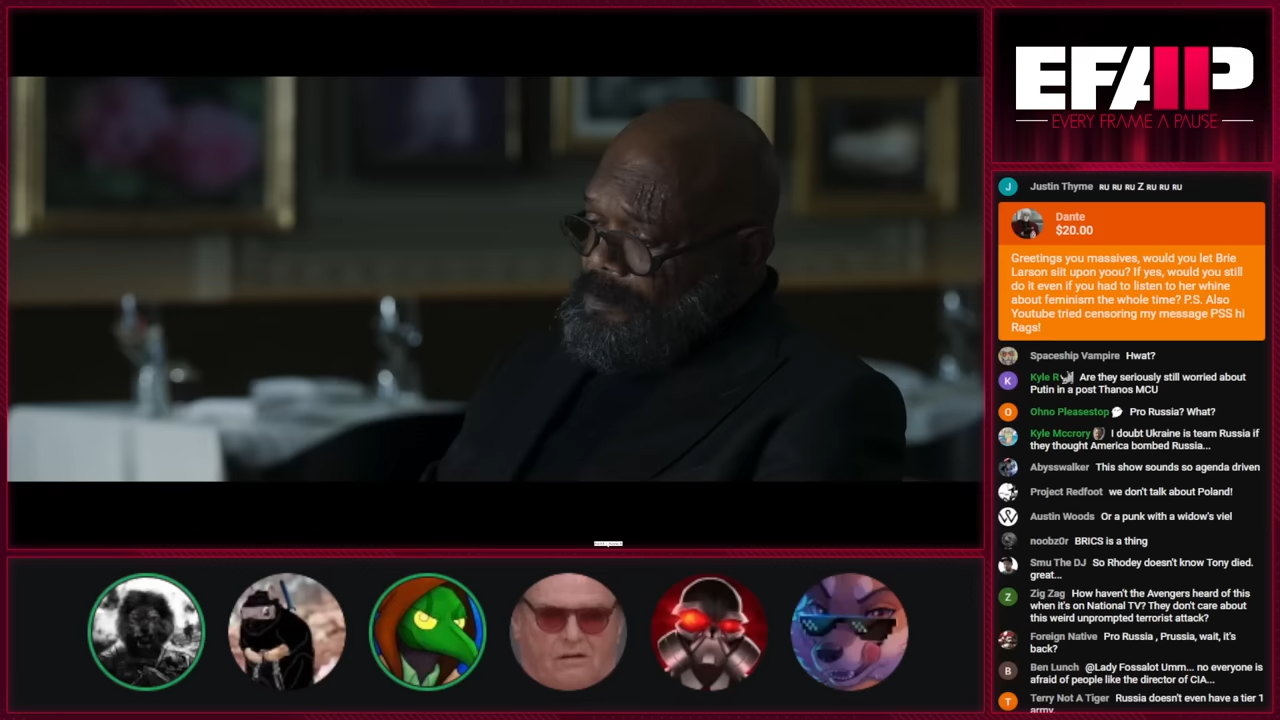 EFAP
EVERY FRAME A PAUSE
J
Justin Thyme ʀᴜ ʀᴜ ʀᴜ Z ʀᴜ ʀᴜ ʀᴜ
Dante
$20.00
Greetings you massives, would you let Brie
Larson siit upon yoou? If yes, would you still
do it even if you had to listen to her whine
about feminism the whole time? P.S. Also
Youtube tried censoring my message PSS hi
Rags!
Spaceship Vampire Hwat?
K
Kyle R Are they seriously still worried about
Putin in a post Thanos MCU
O
Ohno Pleasestop Pro Russia? What?
Kyle Mccrory I doubt Ukraine is team Russia if
they thought America bombed Russia...
Abysswalker This show sounds so agenda driven
Project Redfoot we don't talk about Poland!
Austin Woods Or a punk with a widow's viel
noobz0r BRICS is a thing
Smu The DJ So Rhodey doesn't know Tony died.
great...
Z
Zig Zag How haven't the Avengers heard of this
when it's on National TV? They don't care about
this weird unprompted terrorist attack?
Foreign Native Pro Russia , Prussia, wait, it's
back?
B
Ben Lunch @Lady Fossalot Umm... no everyone is
afraid of people like the director of CIA...
T
Terry Not A Tiger Russia doesn't even have a tier 1
army